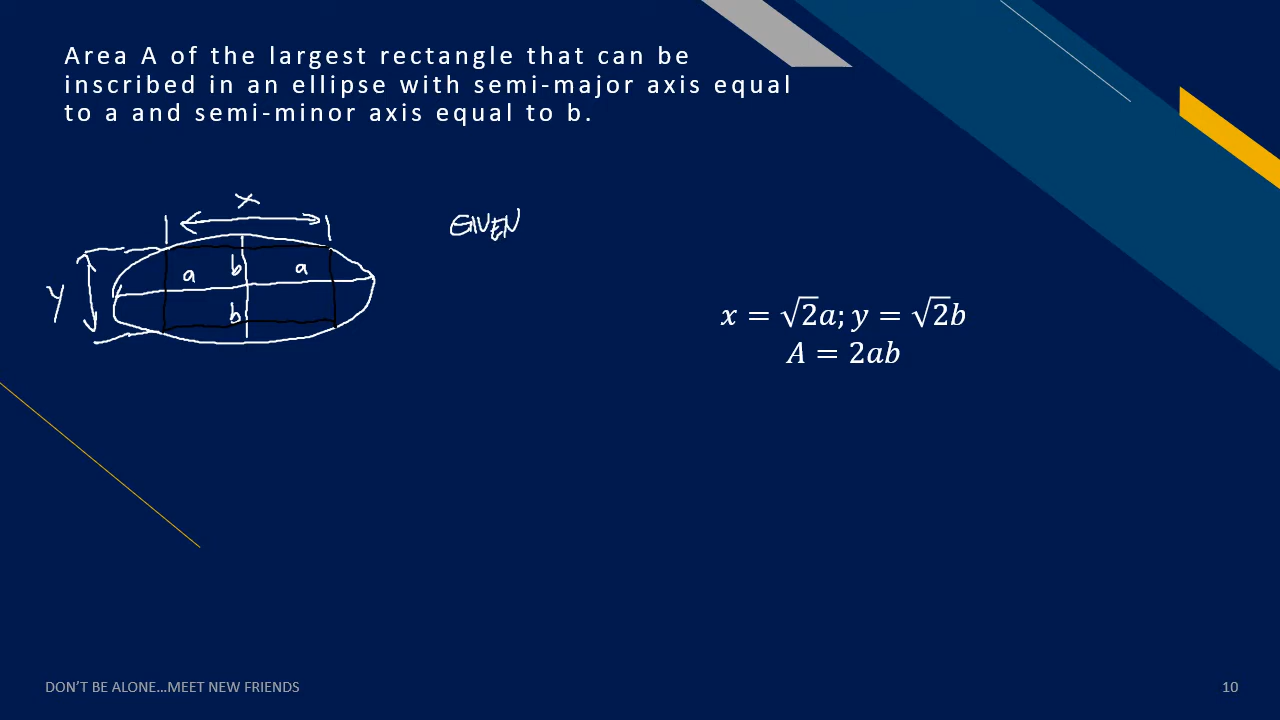 Area A of the largest rectangle that can be
inscribed in an ellipse with semi-major axis equal
to a and semi-minor axis equal to b.
x
GIVEN
a b a
y
b
x = √2a; y = √2b
A = 2ab
DON'T BE ALONE…MEET NEW FRIENDS
10